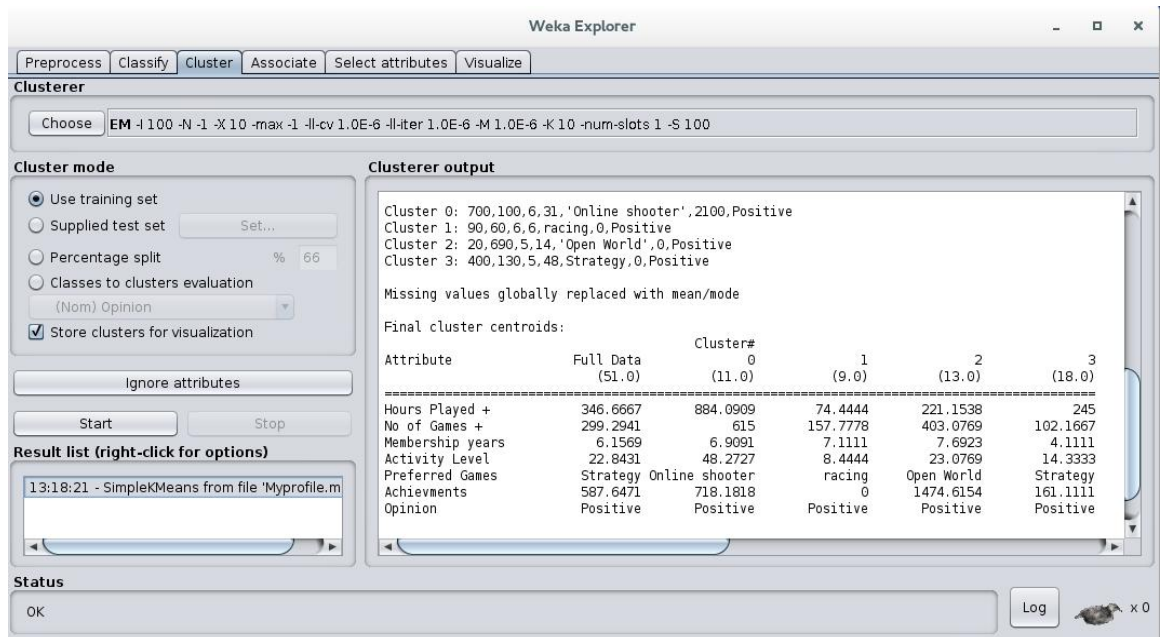 Weka Explorer
Preprocess Classify Cluster Associate Select attributes Visualize
Clusterer
Choose EM -I 100 -N -1 -X 10 -max -1 -ll-cv 1.0E-6 -ll-iter 1.0E-6 -M 1.0E-6 -K 10 -num-slots 1 -S 100
Cluster mode
Use training set
Supplied test set Set...
Percentage split % 66
Classes to clusters evaluation
(Nom) Opinion
Store clusters for visualization
Ignore attributes
Start Stop
Result list (right-click for options)
13:18:21 - SimpleKMeans from file 'Myprofile.m
Clusterer output
Cluster 0: 700,100,6,31,'Online shooter',2100,Positive
Cluster 1: 90,60,6,6,racing,0,Positive
Cluster 2: 20,690,5,14,'Open World',0,Positive
Cluster 3: 400,130,5,48,Strategy,0,Positive
Missing values globally replaced with mean/mode
Final cluster centroids:
Cluster#
Attribute Full Data 0 1 2 3
(51.0) (11.0) (9.0) (13.0) (18.0)
==========================================================================================
Hours Played + 346.6667 884.0909 74.4444 221.1538 245
No of Games + 299.2941 615 157.7778 403.0769 102.1667
Membership years 6.1569 6.9091 7.1111 7.6923 4.1111
Activity Level 22.8431 48.2727 8.4444 23.0769 14.3333
Preferred Games Strategy Online shooter racing Open World Strategy
Achievments 587.6471 718.1818 0 1474.6154 161.1111
Opinion Positive Positive Positive Positive Positive
Status
OK
Log x 0